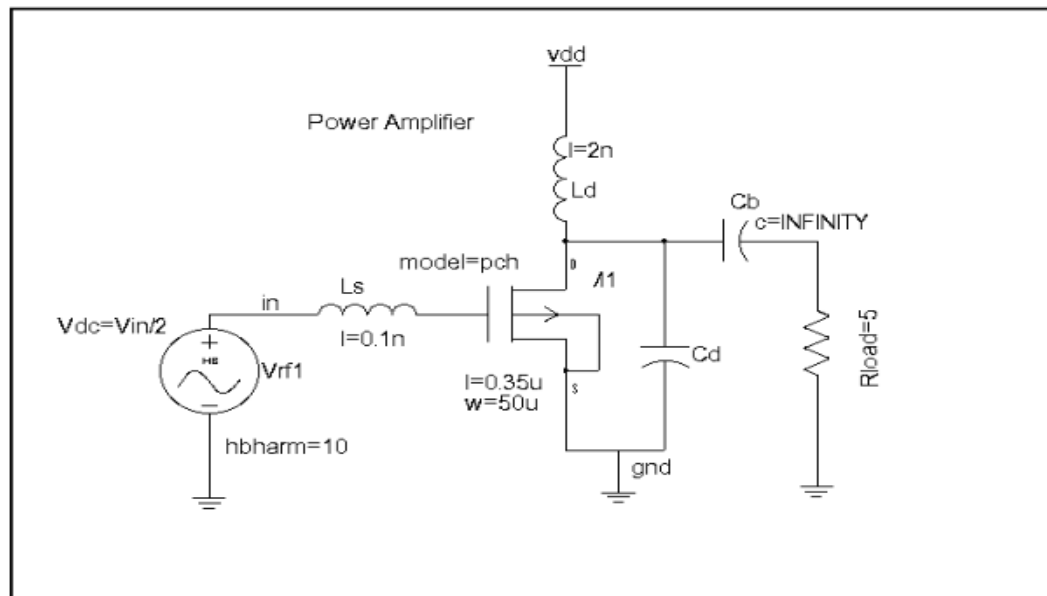 vdd
Power Amplifier
l=2n
Ld
Cb
c=INFINITY
model=pch
D
Ls
in
l=0.1n
Vdc=Vin/2
+
HB
Vrf1
Cd
Rload=5
l=0.35u
w=50u
S
hbharm=10
gnd